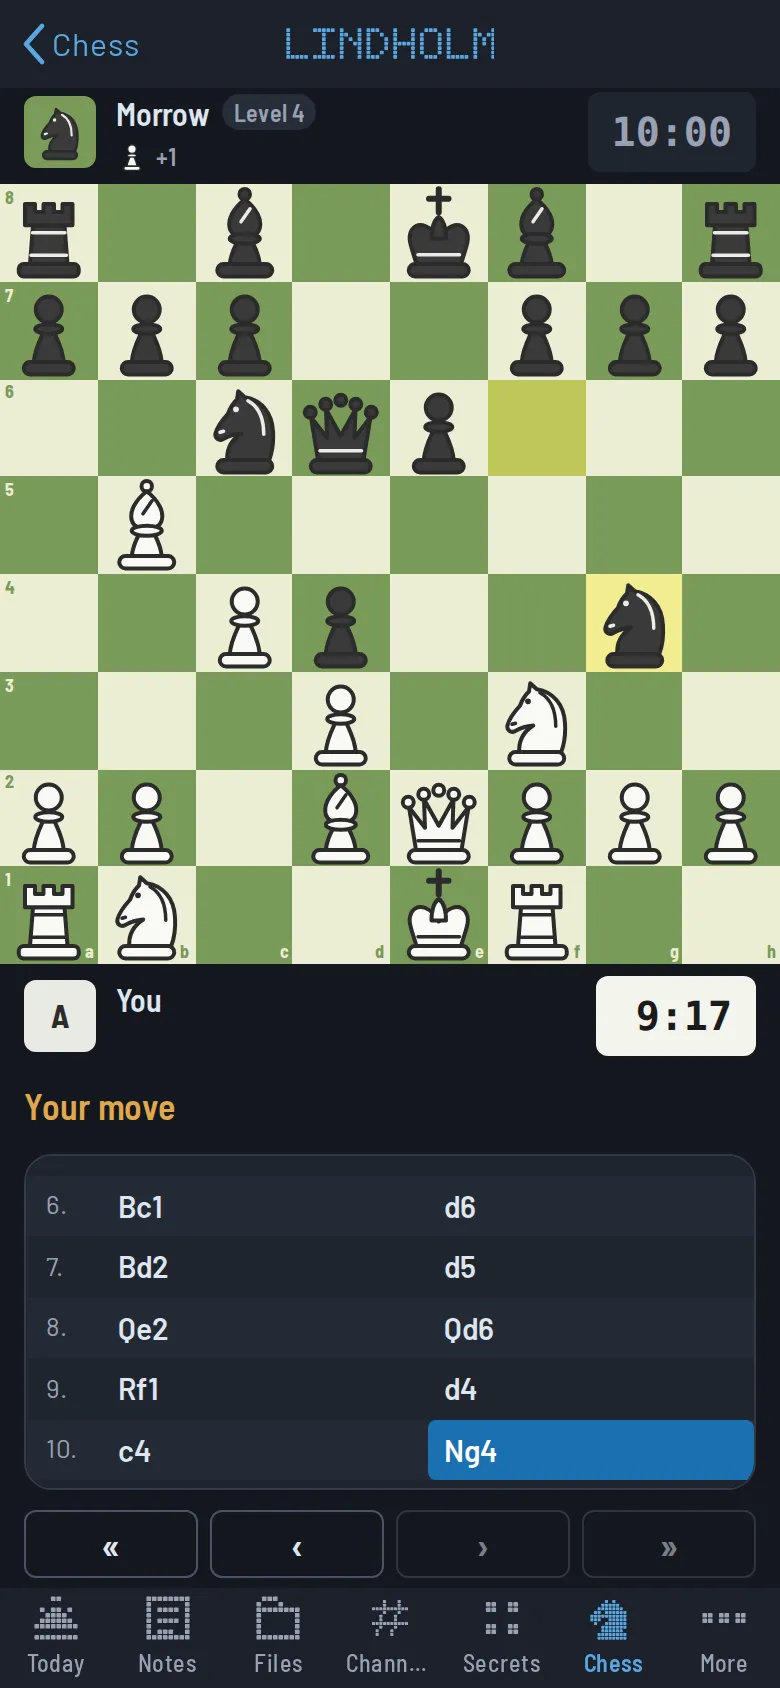 Chess
LINDHOLM
Morrow Level 4
+1
10:00
8
7
6
5
4
3
2
1
a b c d e f g h
A
You
9:17
Your move
6. Bc1 d6
7. Bd2 d5
8. Qe2 Qd6
9. Rf1 d4
10. c4 Ng4
« ‹ › »
Today Notes Files Chann... Secrets Chess More